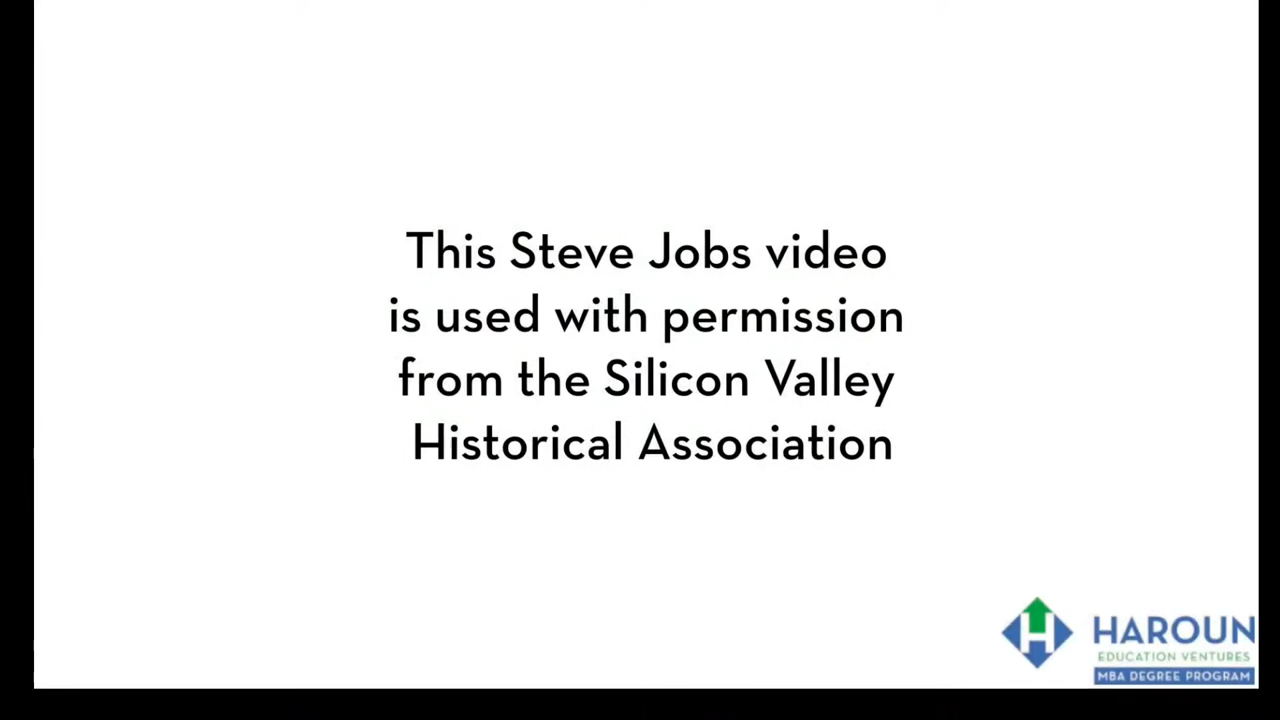 This Steve Jobs video
is used with permission
from the Silicon Valley
Historical Association
H HAROUN
EDUCATION VENTURES
MBA DEGREE PROGRAM